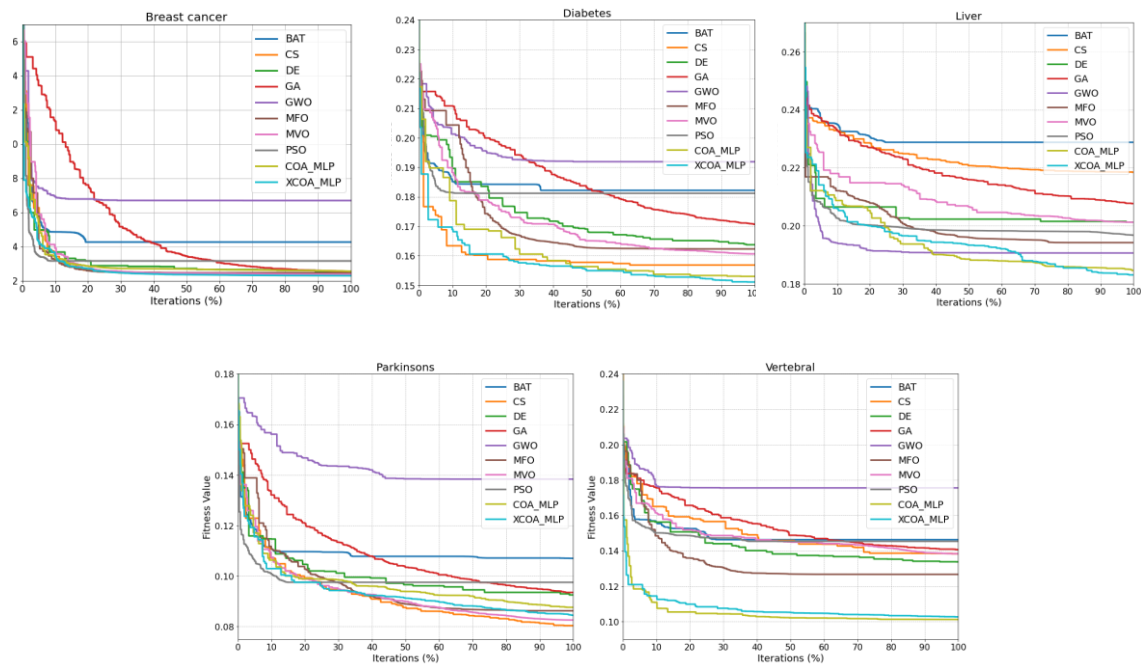 Breast cancer
6
4
2
0
8
6
4
2
0 10 20 30 40 50 60 70 80 90 100
Iterations (%)
BAT
CS
DE
GA
GWO
MFO
MVO
PSO
COA_MLP
XCOA_MLP
Diabetes
0.24
0.23
0.22
0.21
0.20
0.19
0.18
0.17
0.16
0.15
0 10 20 30 40 50 60 70 80 90 100
Iterations (%)
BAT
CS
DE
GA
GWO
MFO
MVO
PSO
COA_MLP
XCOA_MLP
Liver
0.26
0.24
0.22
0.20
0.18
0 10 20 30 40 50 60 70 80 90 100
Iterations (%)
BAT
CS
DE
GA
GWO
MFO
MVO
PSO
COA_MLP
XCOA_MLP
Parkinsons
Fitness Value
0.18
0.16
0.14
0.12
0.10
0.08
0 10 20 30 40 50 60 70 80 90 100
Iterations (%)
BAT
CS
DE
GA
GWO
MFO
MVO
PSO
COA_MLP
XCOA_MLP
Vertebral
Fitness Value
0.24
0.22
0.20
0.18
0.16
0.14
0.12
0.10
0 10 20 30 40 50 60 70 80 90 100
Iterations (%)
BAT
CS
DE
GA
GWO
MFO
MVO
PSO
COA_MLP
XCOA_MLP